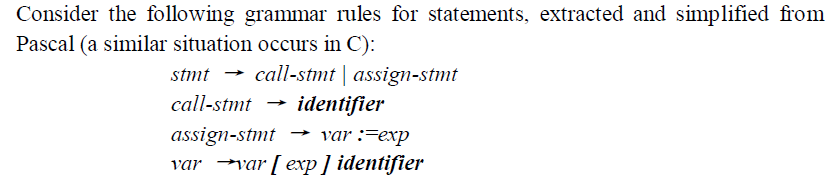 Consider the following grammar rules for statements, extracted and simplified from
Pascal (a similar situation occurs in C):
stmt → call-stmt | assign-stmt
call-stmt → identifier
assign-stmt → var :=exp
var →var [ exp ] identifier